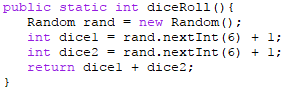 public static int diceRoll(){
   Random rand = new Random();
   int dice1 = rand.nextInt(6) + 1;
   int dice2 = rand.nextInt(6) + 1;
   return dice1 + dice2;
}